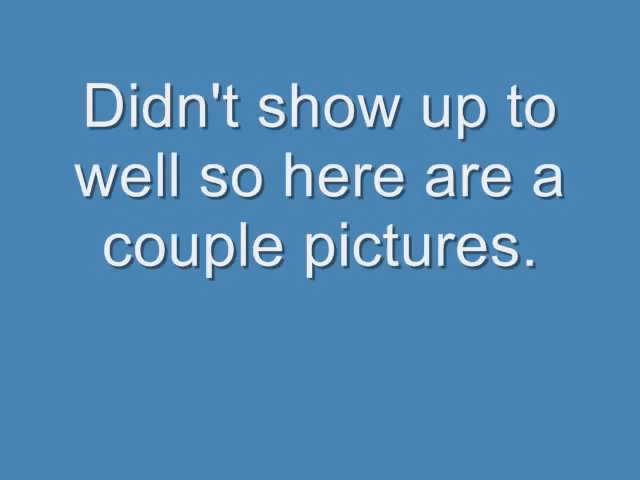 Didn't show up to
well so here are a
couple pictures.